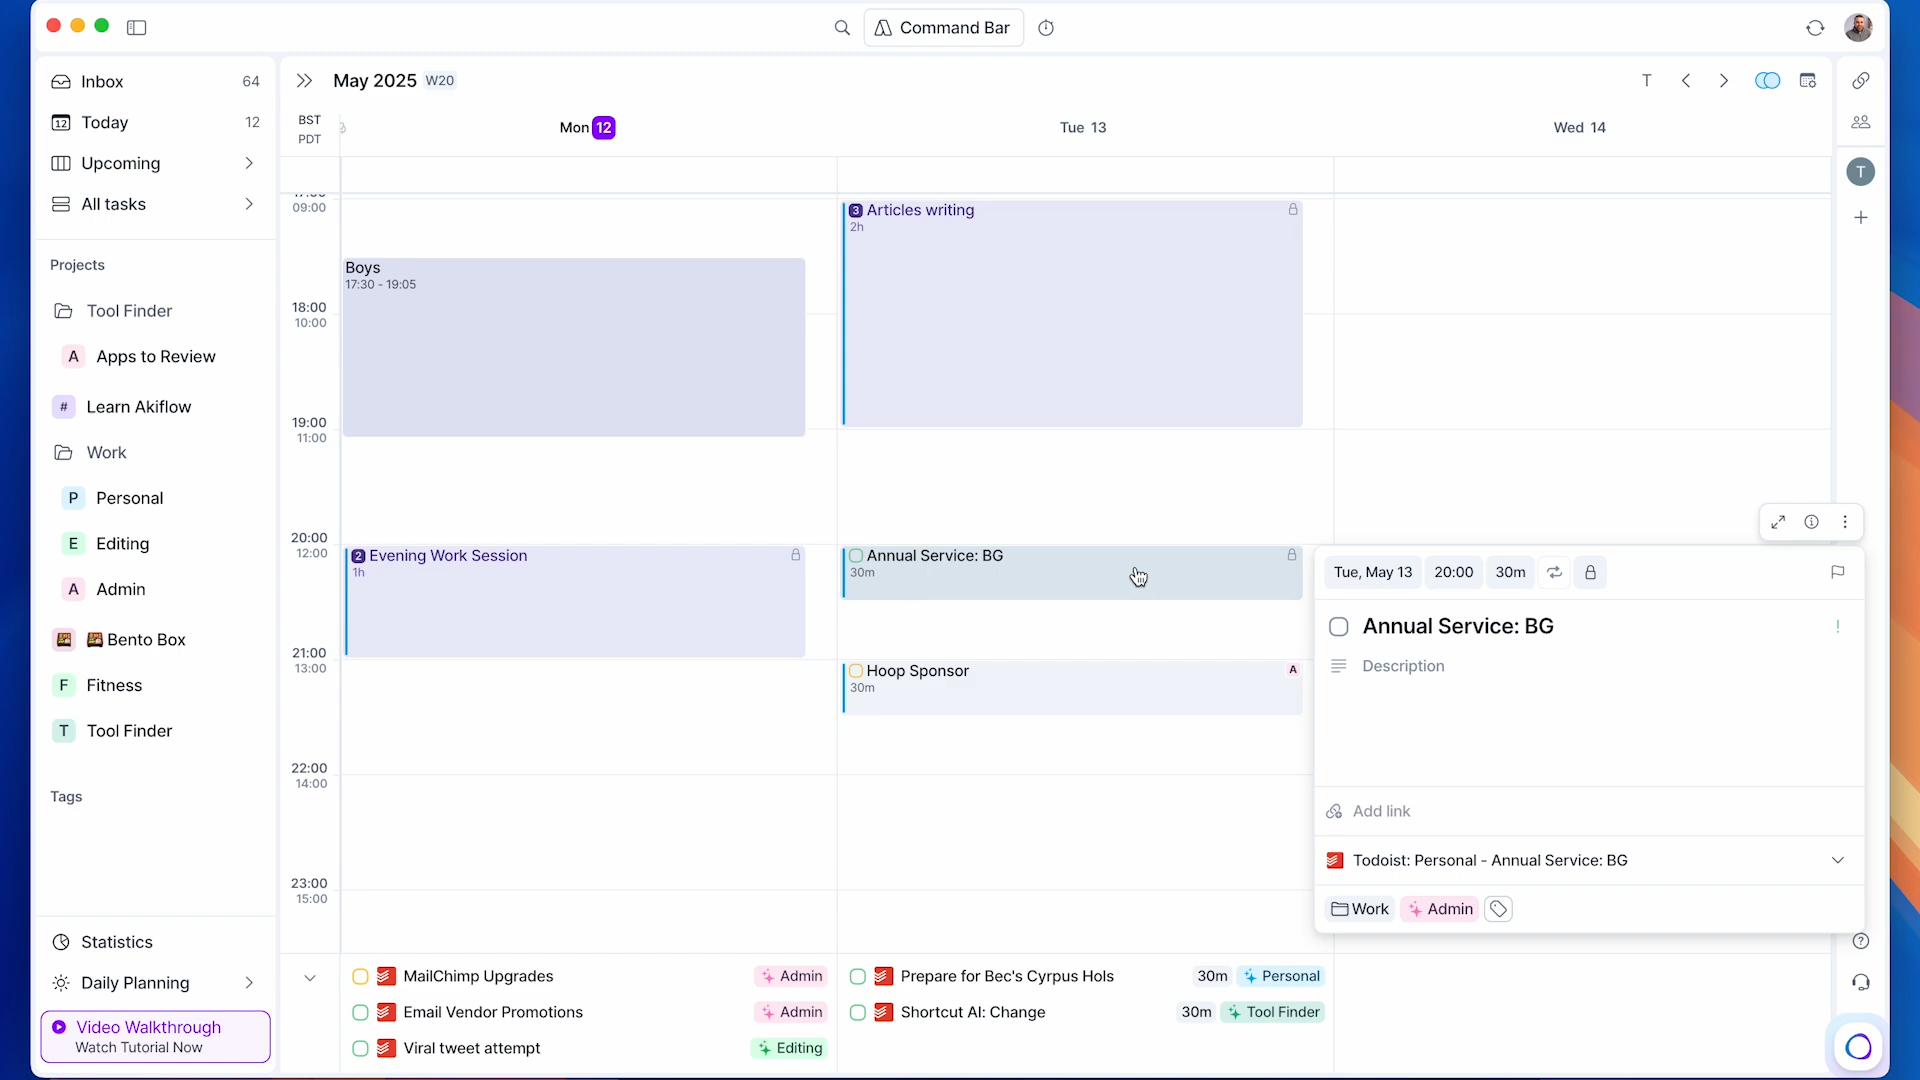 Command Bar
Inbox 64
12 Today 12
Upcoming
All tasks
Projects
Tool Finder
A Apps to Review
# Learn Akiflow
Work
P Personal
E Editing
A Admin
Bento Box
F Fitness
T Tool Finder
Tags
Statistics
Daily Planning
Video Walkthrough
Watch Tutorial Now
May 2025 W20
T
BST
PDT
Mon 12
Tue 13
Wed 14
T
09:00
18:00
10:00
19:00
11:00
20:00
12:00
21:00
13:00
22:00
14:00
23:00
15:00
Boys
17:30 - 19:05
2 Evening Work Session
1h
3 Articles writing
2h
Annual Service: BG
30m
Hoop Sponsor A
30m
Tue, May 13 20:00 30m
Annual Service: BG !
Description
Add link
Todoist: Personal - Annual Service: BG
Work Admin
MailChimp Upgrades Admin
Email Vendor Promotions Admin
Viral tweet attempt Editing
Prepare for Bec's Cyrpus Hols 30m Personal
Shortcut AI: Change 30m Tool Finder